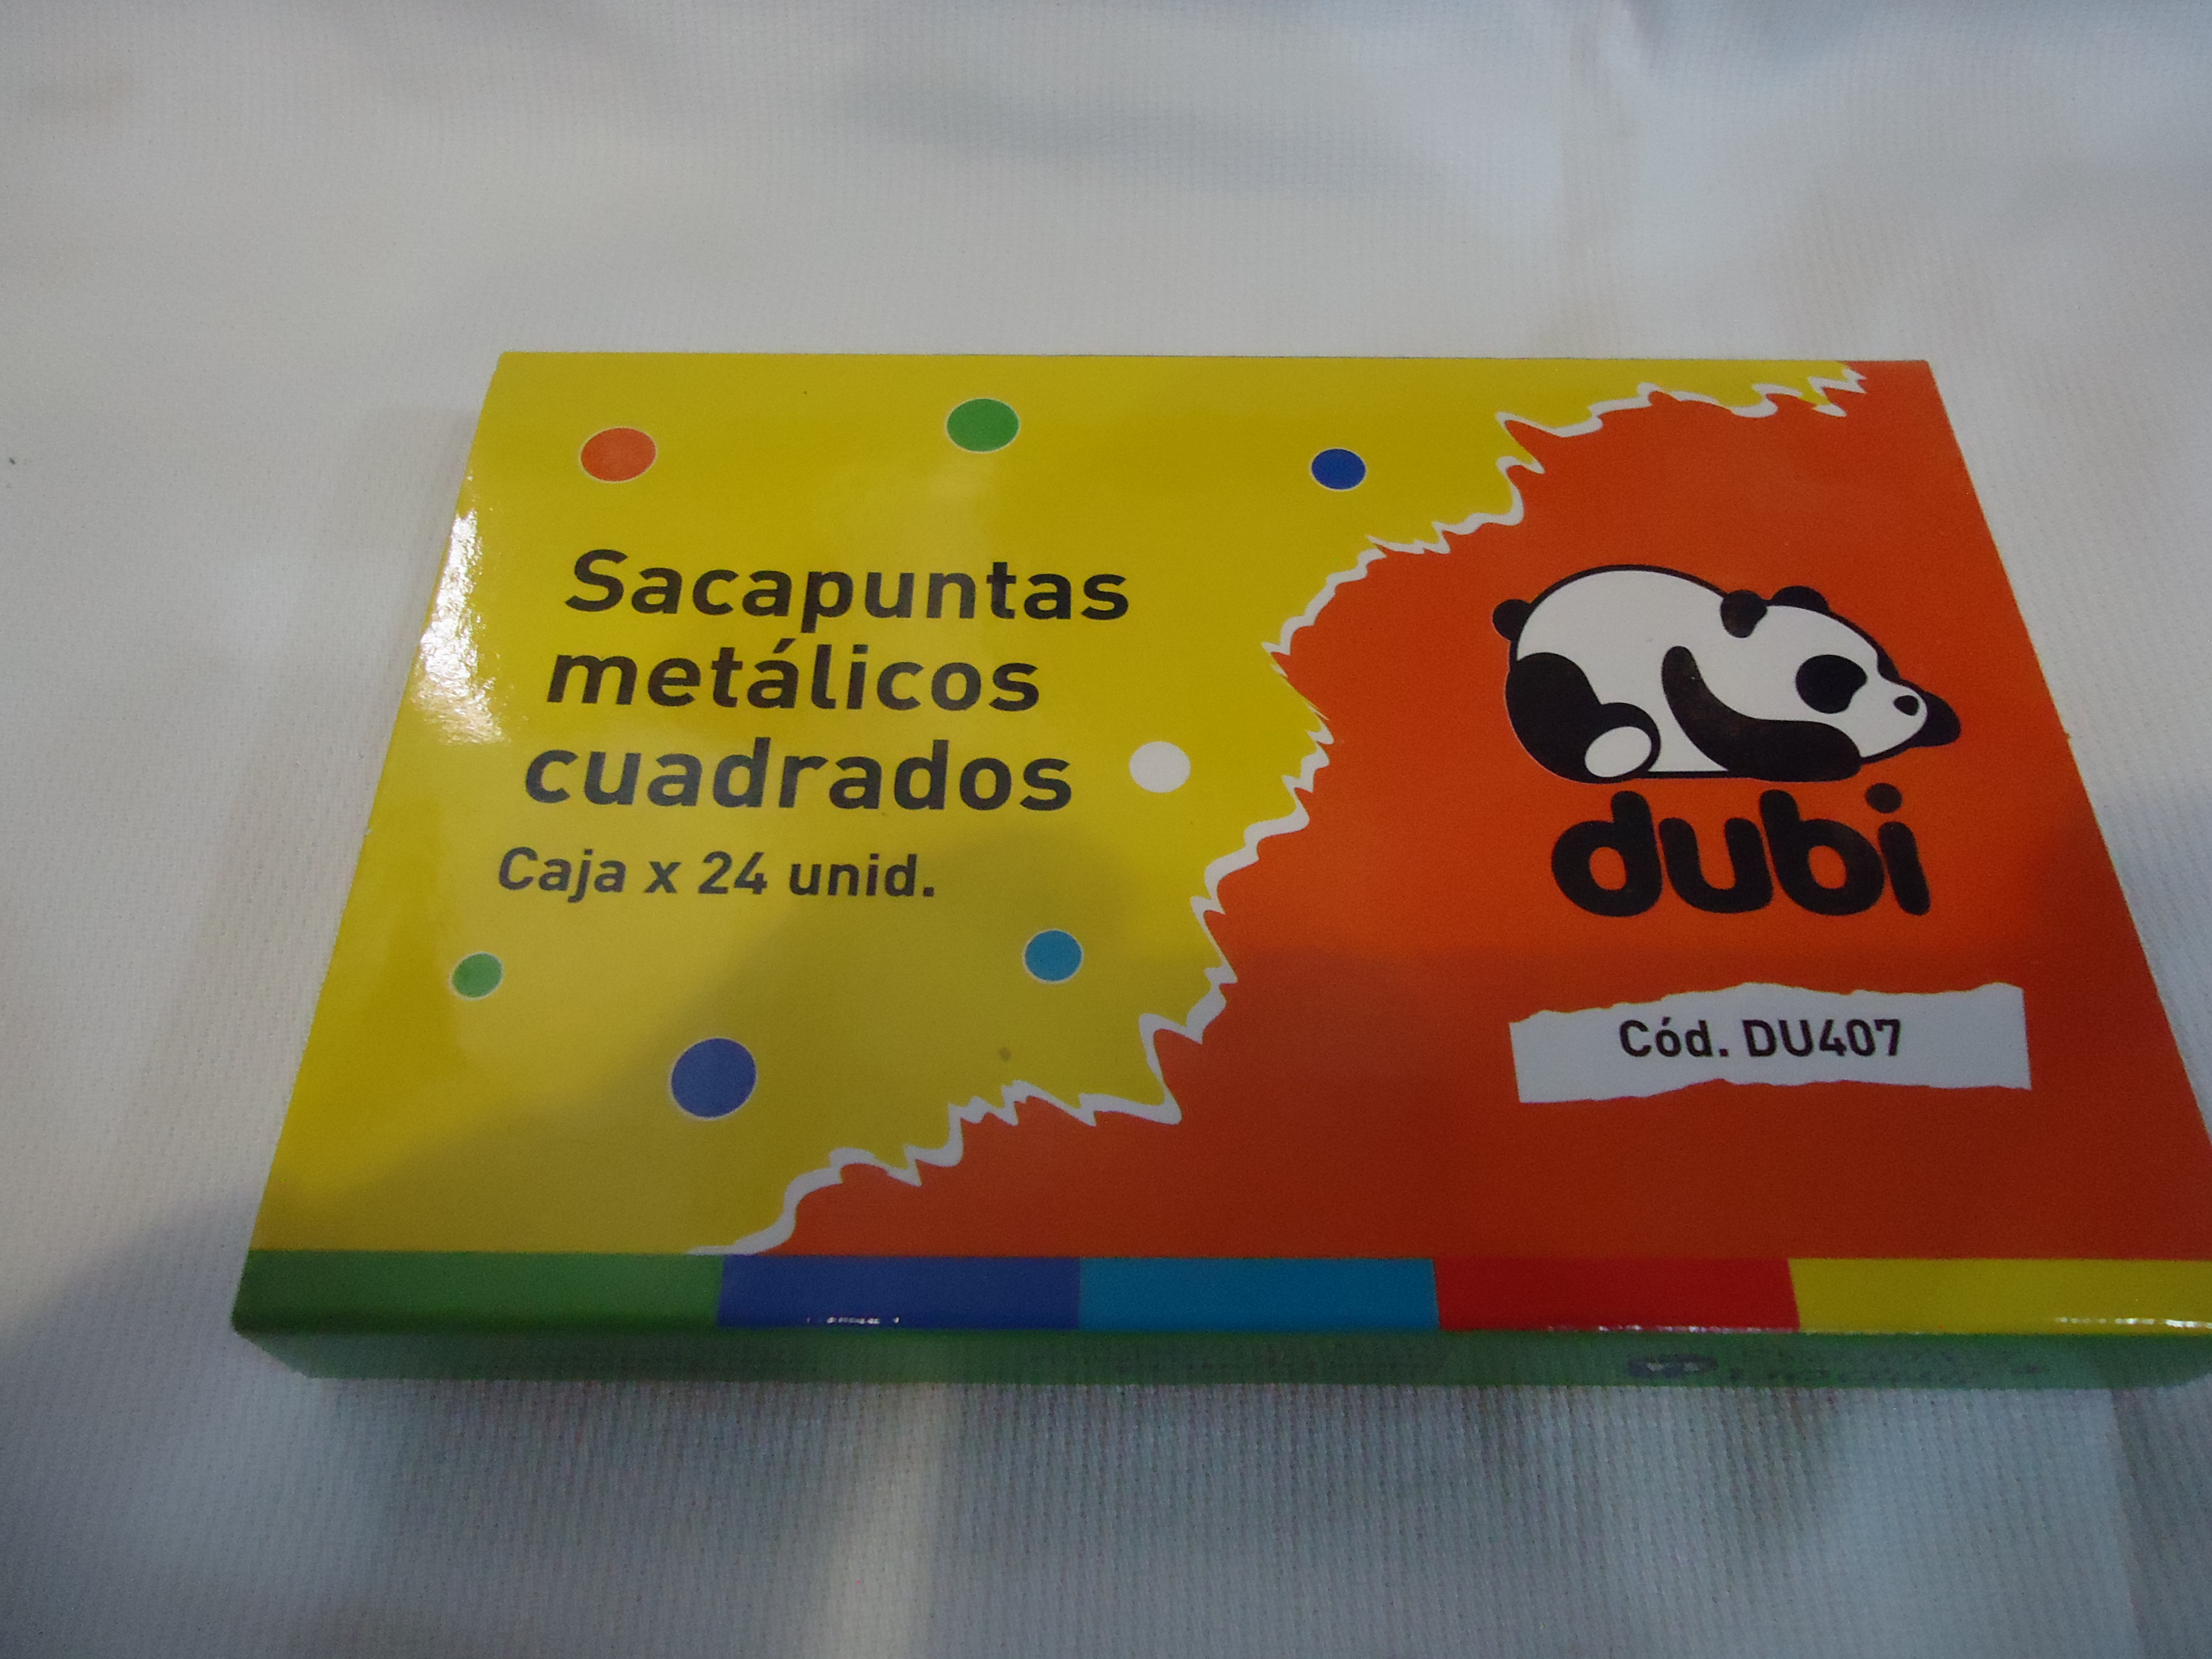 Sacapuntas
metálicos
cuadrados
Caja x 24 unid.
dubi
Cód. DU407